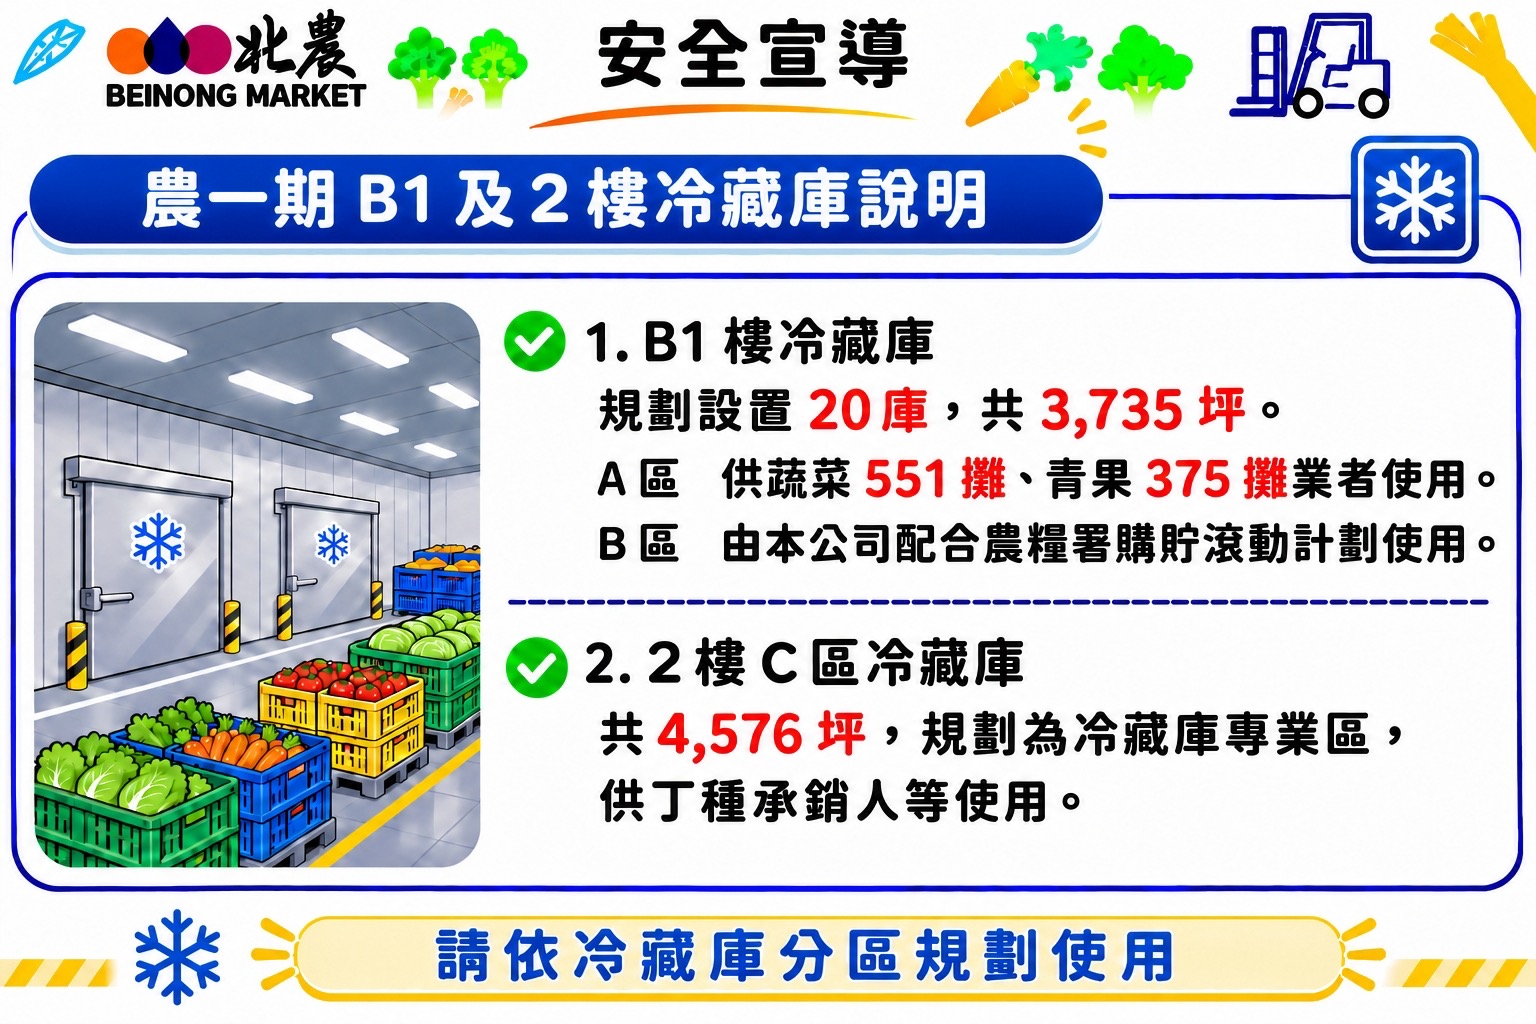 北農
BEINONG MARKET
安全宣導
農一期 B1 及 2 樓冷藏庫說明
1. B1 樓冷藏庫
規劃設置 20 庫，共 3,735 坪。
A 區 供蔬菜 551 攤、青果 375 攤業者使用。
B 區 由本公司配合農糧署購貯滾動計劃使用。
2. 2 樓 C 區冷藏庫
共 4,576 坪，規劃為冷藏庫專業區，
供丁種承銷人等使用。
請依冷藏庫分區規劃使用